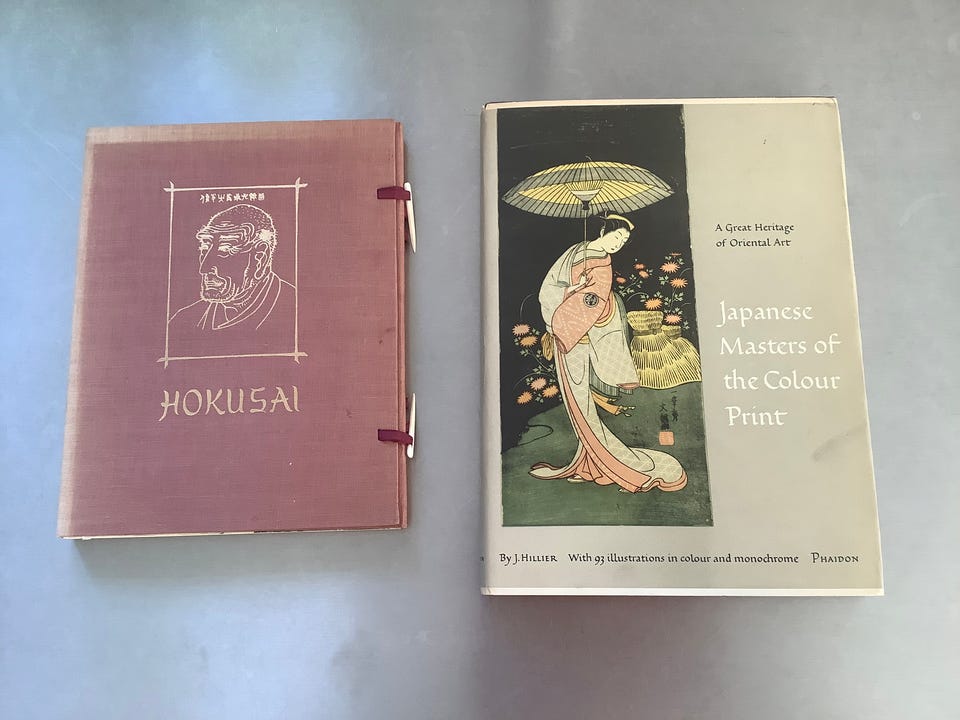 HOKUSAI
A Great Heritage
of Oriental Art
Japanese
Masters of
the Colour
Print
By J. HILLIER With 93 illustrations in colour and monochrome PHAIDON